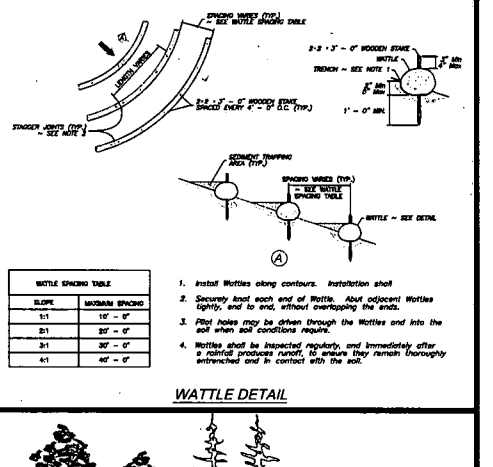 SPACING VARIES (TYP.)
~ SEE WATTLE SPACING TABLE
LENGTH VARIES
2"x2" x 3' - 0" WOODEN STAKE
SPACED EVERY 4' - 0" O.C. (TYP.)
STAGGER JOINTS (TYP.)
~ SEE NOTE 2
2"x2" x 3' - 0" WOODEN STAKE
WATTLE
TRENCH ~ SEE NOTE 1
Min
Max
Min
Max
1' - 0" MIN.
SEDIMENT TRAPPING
AREA (TYP.)
SPACING VARIES (TYP.)
~ SEE WATTLE
SPACING TABLE
WATTLE ~ SEE DETAIL
A
WATTLE SPACING TABLE
SLOPE MAXIMUM SPACING
1:1 10' - 0"
2:1 20' - 0"
3:1 30' - 0"
4:1 40' - 0"
1. Install Wattles along contours. Installation shall
2. Securely knot each end of Wattle. Abut adjacent Wattles
tightly, end to end, without overlapping the ends.
3. Pilot holes may be driven through the Wattles and into the
soil when soil conditions require.
4. Wattles shall be inspected regularly, and immediately after
a rainfall produces runoff, to ensure they remain thoroughly
entrenched and in contact with the soil.
WATTLE DETAIL